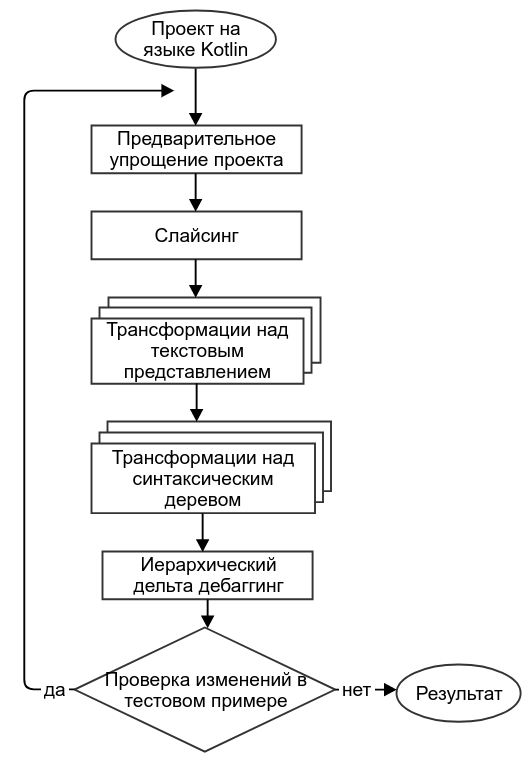 Проект на
языке Kotlin
Предварительное
упрощение проекта
Слайсинг
Трансформации над
текстовым
представлением
Трансформации над
синтаксическим
деревом
Иерархический
дельта дебаггинг
Проверка изменений в
тестовом примере
да
нет
Результат